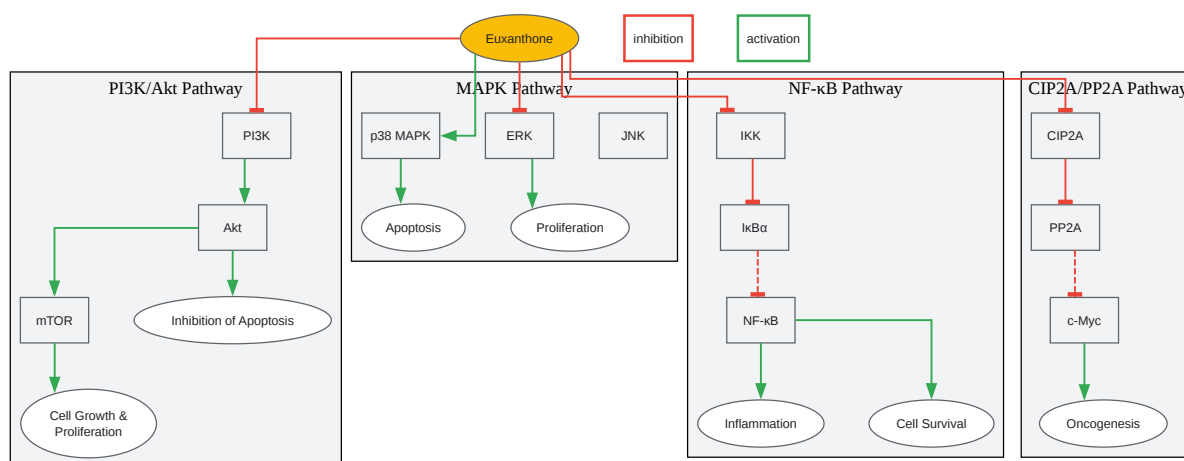 Euxanthone
inhibition
activation
PI3K/Akt Pathway
MAPK Pathway
NF-κB Pathway
CIP2A/PP2A Pathway
PI3K
p38 MAPK
ERK
JNK
IKK
CIP2A
Akt
Apoptosis
Proliferation
IκBα
PP2A
mTOR
Inhibition of Apoptosis
NF-κB
c-Myc
Cell Growth &
Proliferation
Inflammation
Cell Survival
Oncogenesis